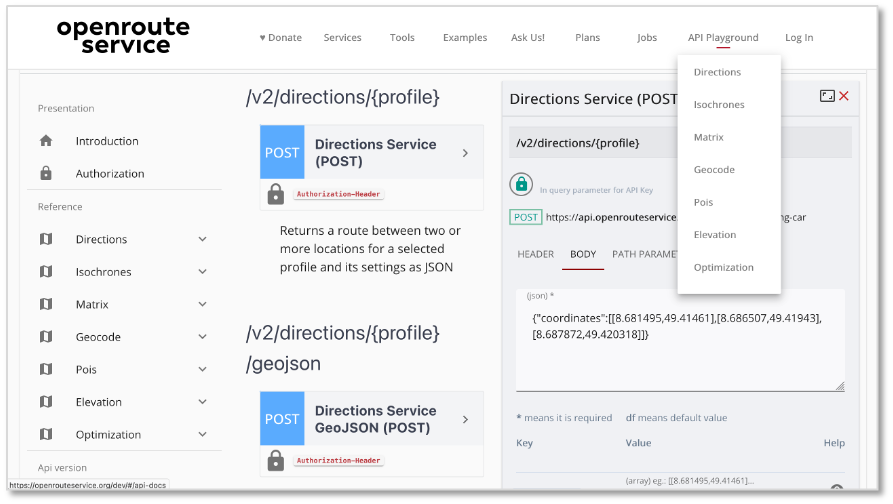 openroute
service
♥ Donate
Services
Tools
Examples
Ask Us!
Plans
Jobs
API Playground
Log In
Directions
Isochrones
Matrix
Geocode
Pois
Elevation
Optimization
Presentation
Introduction
Authorization
Reference
Directions
Isochrones
Matrix
Geocode
Pois
Elevation
Optimization
Api version
https://openrouteservice.org/dev/#/api-docs
/v2/directions/{profile}
POST
Directions Service
(POST)
Authorization-Header
Returns a route between two or
more locations for a selected
profile and its settings as JSON
/v2/directions/{profile}
/geojson
POST
Directions Service
GeoJSON (POST)
Authorization-Header
Directions Service (POST
/v2/directions/{profile}
In query parameter for API Key
POST https://api.openrouteservice ng-car
HEADER BODY PATH PARAME
(json) *
{"coordinates":[[8.681495,49.41461],[8.686507,49.41943],
[8.687872,49.420318]]}
* means it is required df means default value
Key Value Help
(array) eg.: [[8.681495,49.41461]...